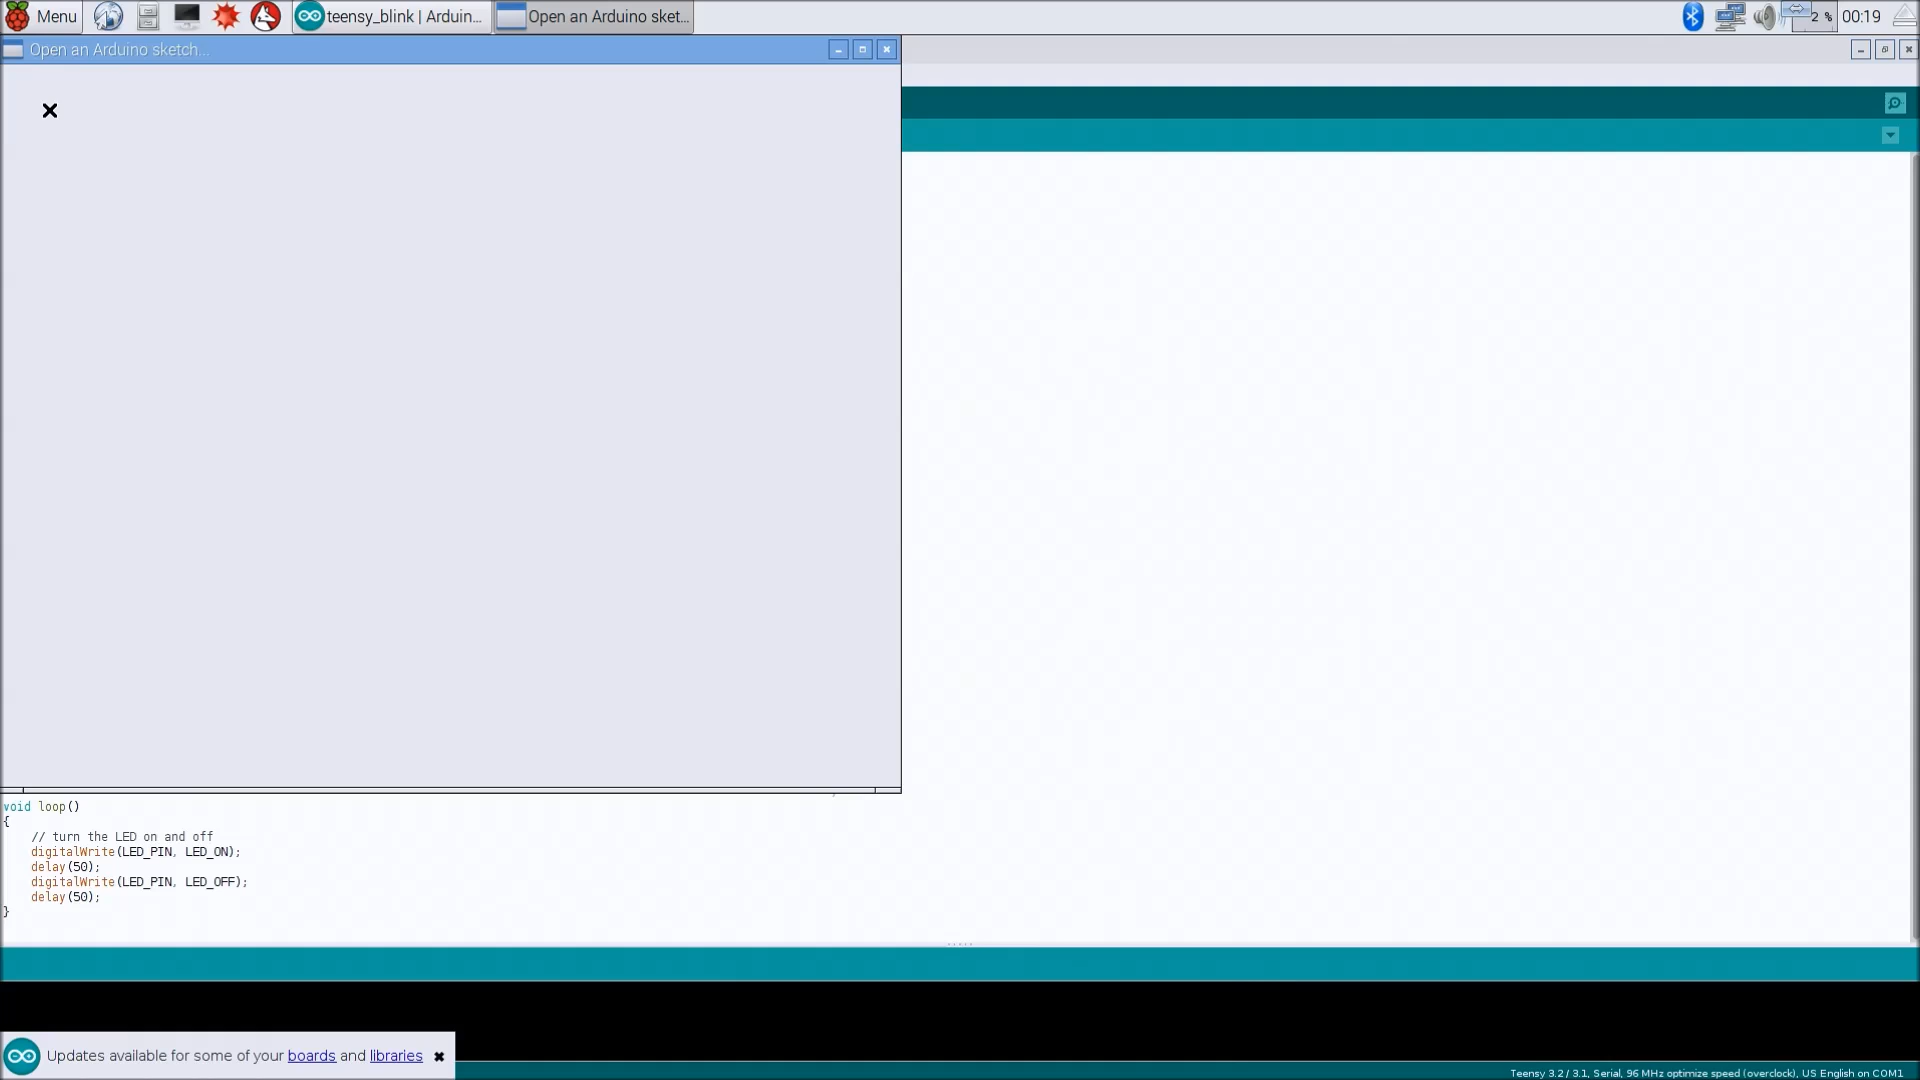 Menu
teensy_blink | Arduin...
Open an Arduino sket...
2 %
00:19
Open an Arduino sketch...
void loop()
{
// turn the LED on and off
digitalWrite(LED_PIN, LED_ON);
delay(50);
digitalWrite(LED_PIN, LED_OFF);
delay(50);
}
Updates available for some of your boards and libraries
Teensy 3.2 / 3.1, Serial, 96 MHz optimize speed (overclock), US English on COM1